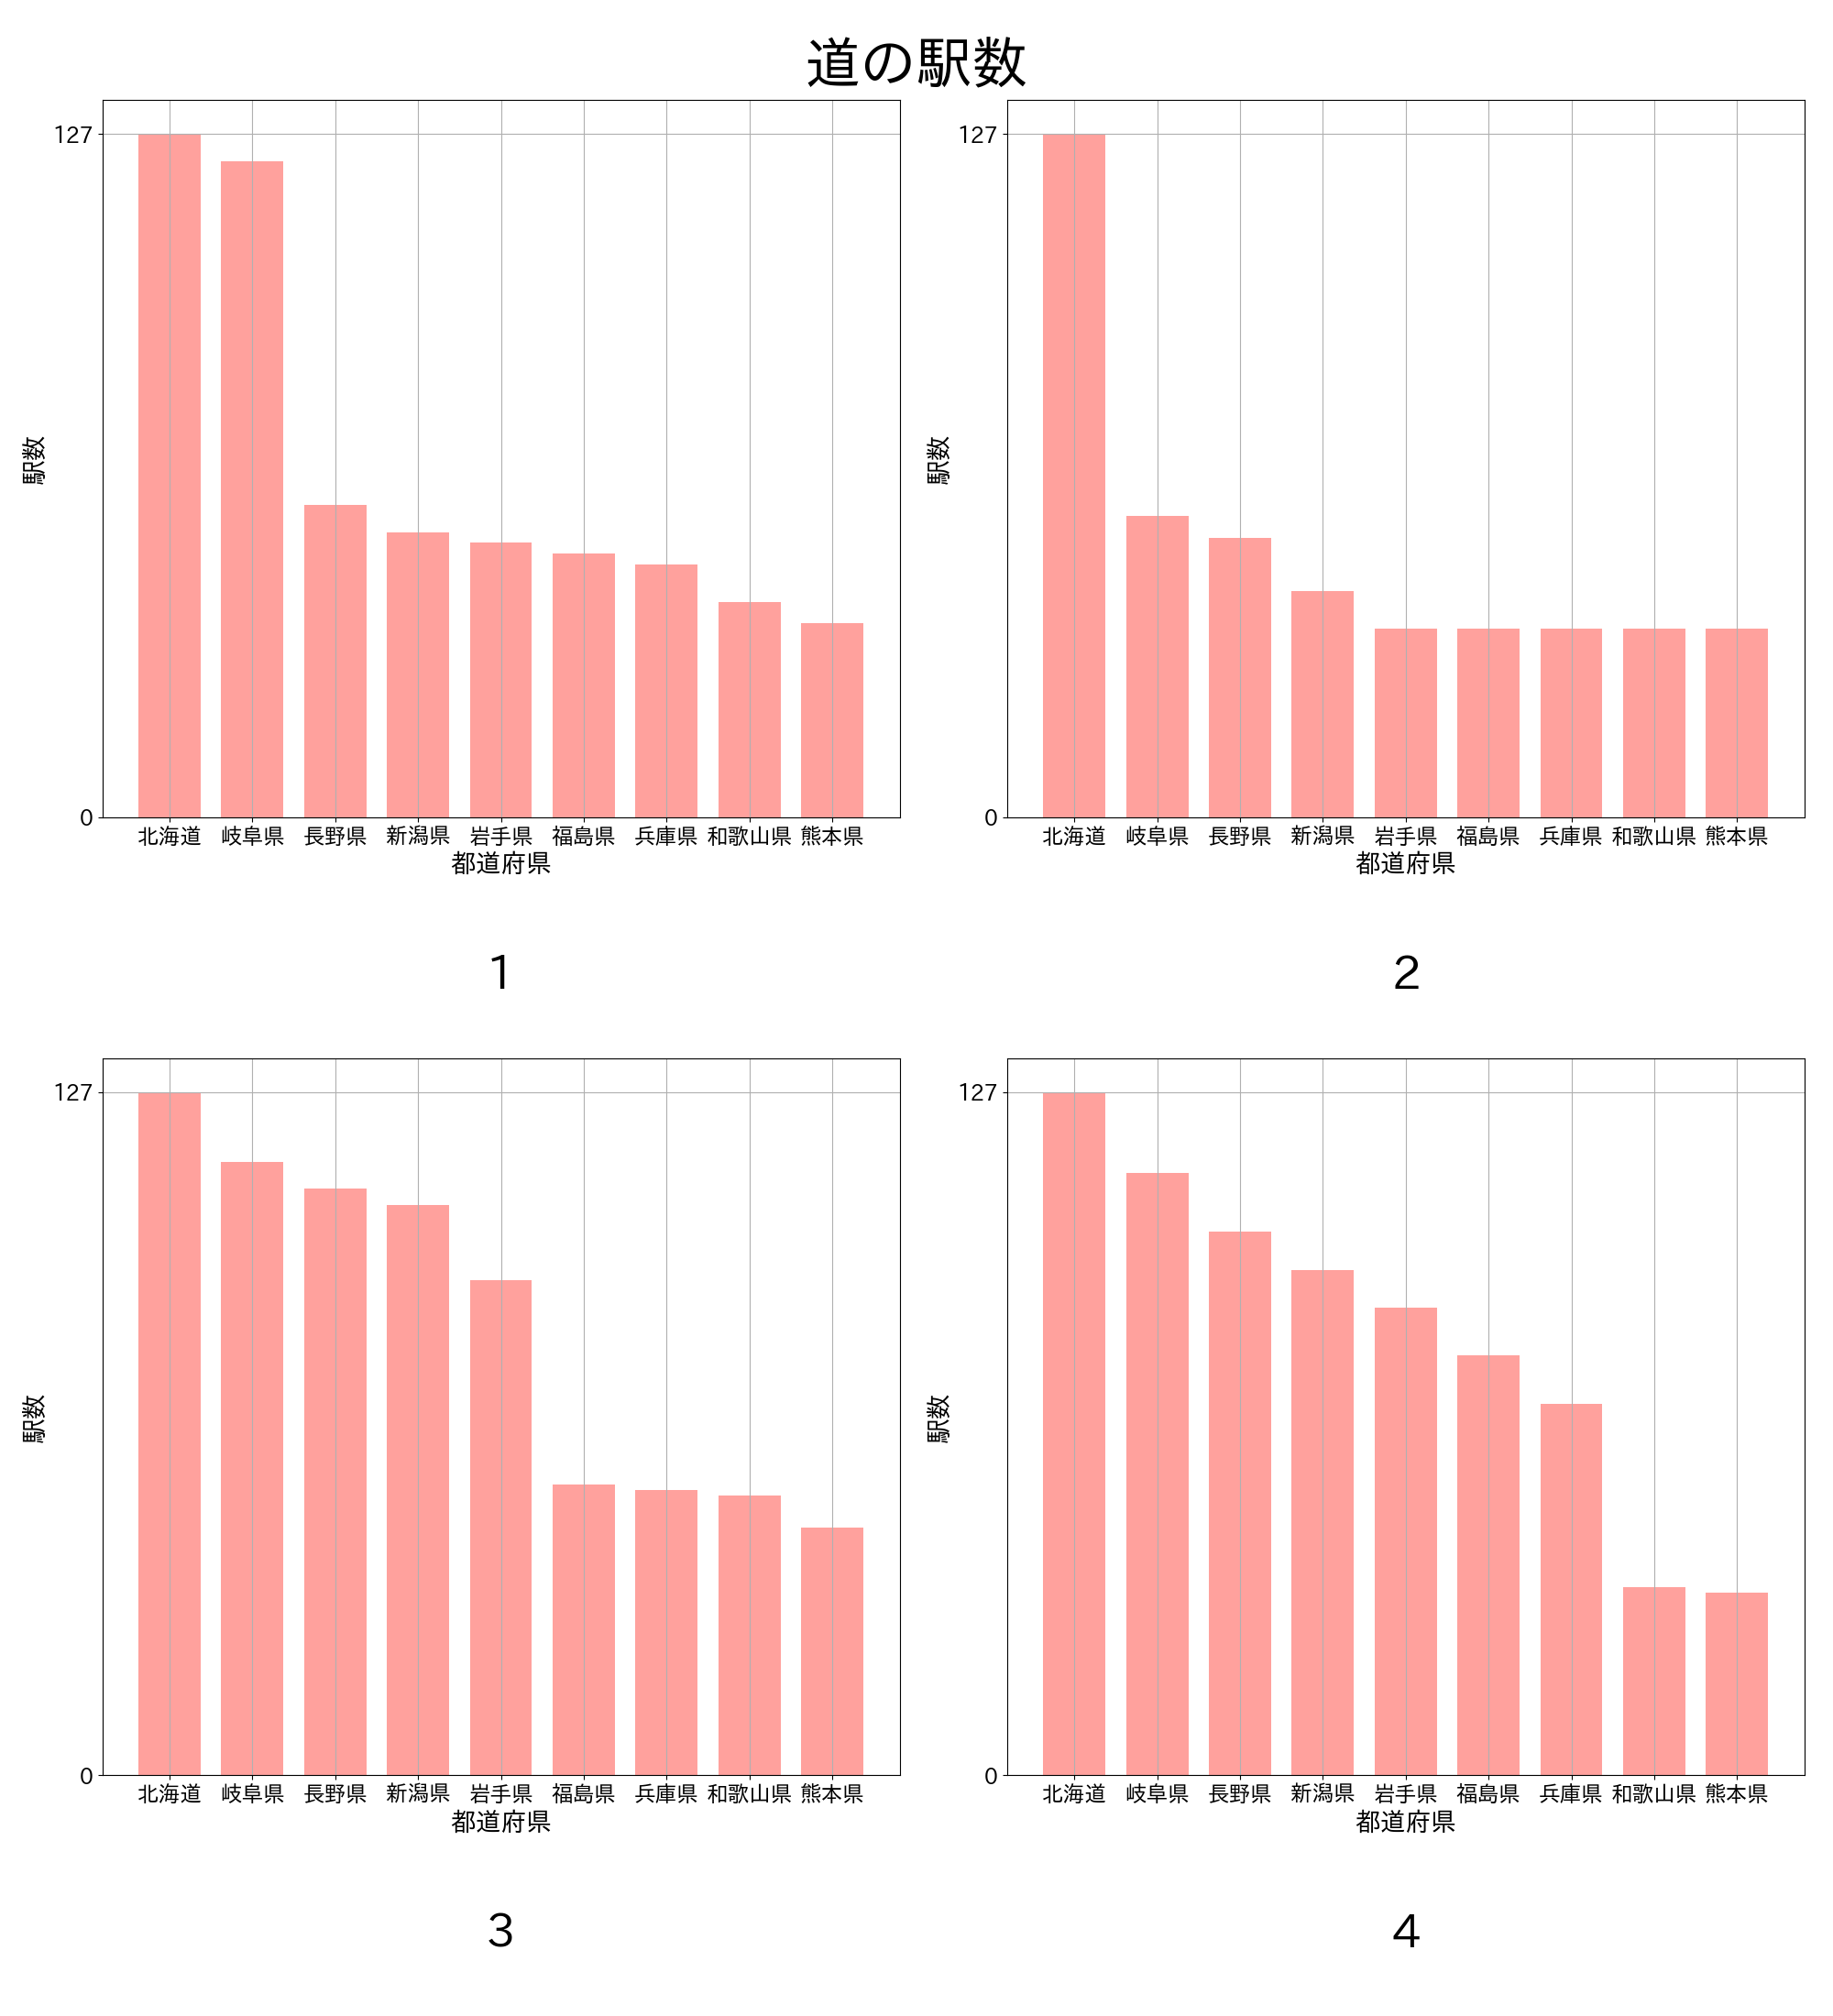 道の駅数
127
駅数
0
北海道 岐阜県 長野県 新潟県 岩手県 福島県 兵庫県 和歌山県 熊本県
都道府県
1
127
駅数
0
北海道 岐阜県 長野県 新潟県 岩手県 福島県 兵庫県 和歌山県 熊本県
都道府県
2
127
駅数
0
北海道 岐阜県 長野県 新潟県 岩手県 福島県 兵庫県 和歌山県 熊本県
都道府県
3
127
駅数
0
北海道 岐阜県 長野県 新潟県 岩手県 福島県 兵庫県 和歌山県 熊本県
都道府県
4